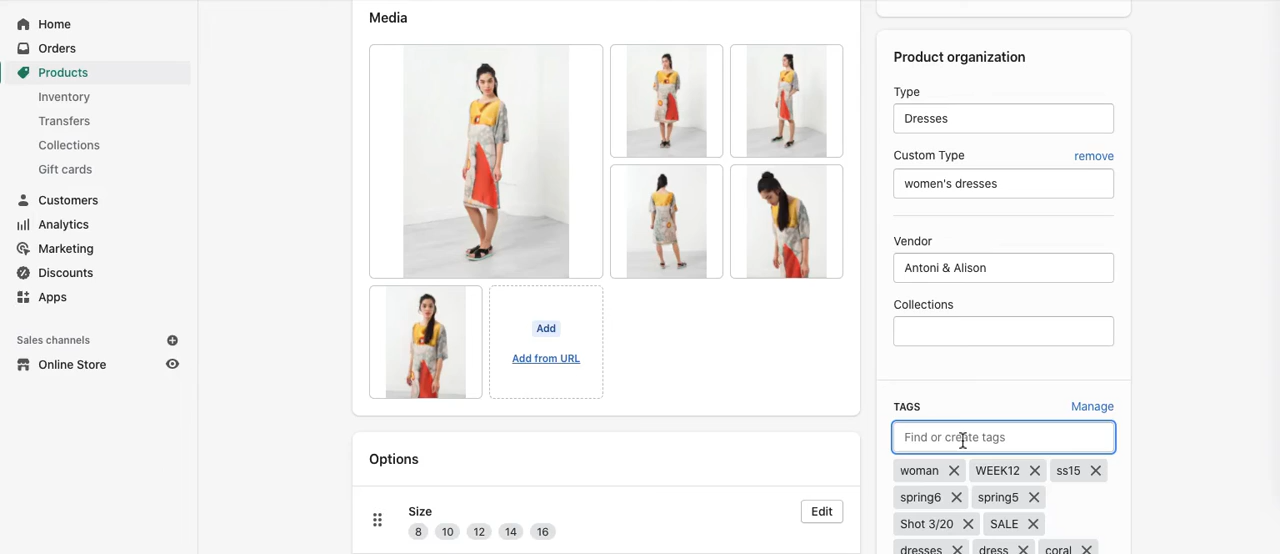 Home
Orders
Products
Inventory
Transfers
Collections
Gift cards
Customers
Analytics
Marketing
Discounts
Apps
Sales channels
Online Store
Media
Add
Add from URL
Options
Size
8 10 12 14 16
Edit
Product organization
Type
Dresses
Custom Type remove
women's dresses
Vendor
Antoni & Alison
Collections
TAGS Manage
Find or create tags
woman WEEK12 ss15
spring6 spring5
Shot 3/20 SALE
dresses dress coral